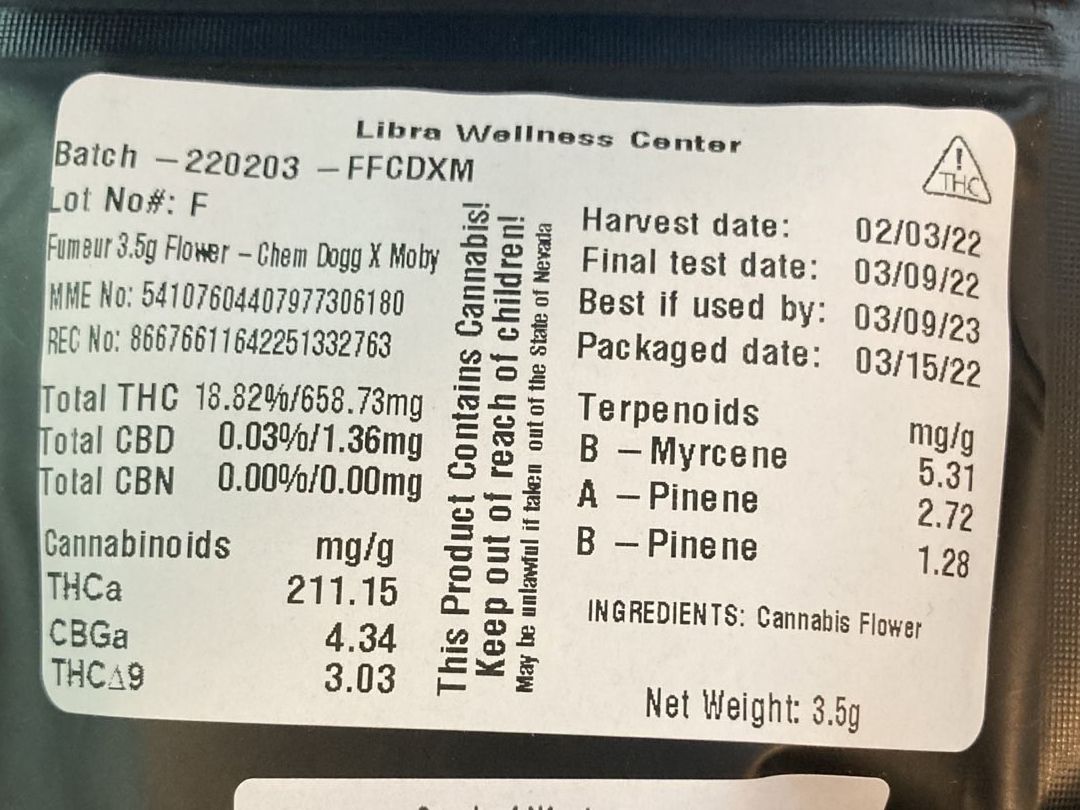 Libra Wellness Center
Batch - 220203 - FFCDXM
Lot No#: F
Fumeur 3.5g Flower - Chem Dogg X Moby
MME No: 54107604407977306180
REC No: 86676611642251332763
Total THC 18.82%/658.73mg
Total CBD 0.03%/1.36mg
Total CBN 0.00%/0.00mg
Cannabinoids mg/g
THCa 211.15
CBGa 4.34
THCΔ9 3.03
This Product Contains Cannabis!
Keep out of reach of children!
May be unlawful if taken out of the State of Nevada
! THC
Harvest date: 02/03/22
Final test date: 03/09/22
Best if used by: 03/09/23
Packaged date: 03/15/22
Terpenoids mg/g
B - Myrcene 5.31
A - Pinene 2.72
B - Pinene 1.28
INGREDIENTS: Cannabis Flower
Net Weight: 3.5g